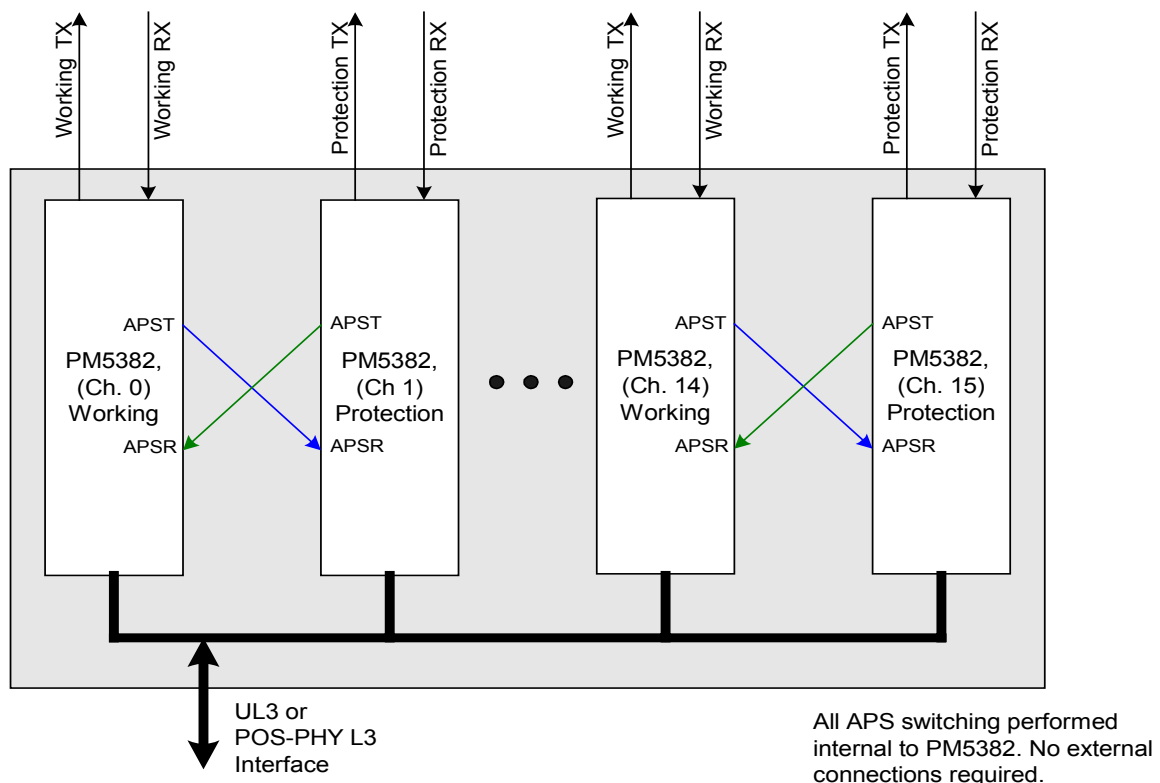 Working TX
Working RX
Protection TX
Protection RX
Working TX
Working RX
Protection TX
Protection RX
APST
PM5382,
(Ch. 0)
Working
APSR
APST
PM5382,
(Ch 1)
Protection
APSR
APST
PM5382,
(Ch. 14)
Working
APSR
APST
PM5382,
(Ch. 15)
Protection
APSR
UL3 or
POS-PHY L3
Interface
All APS switching performed
internal to PM5382. No external
connections required.